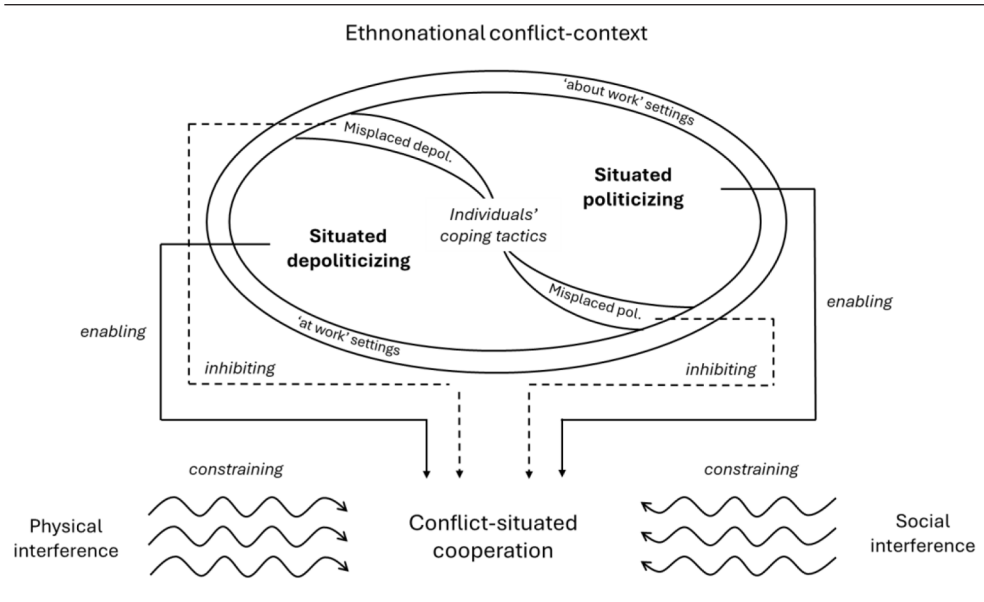 Ethnonational conflict-context
'about work' settings
Misplaced depol.
Situated
politicizing
Individuals'
coping tactics
Situated
depoliticizing
Misplaced pol.
enabling
enabling
'at work' settings
inhibiting
inhibiting
constraining
constraining
Physical
interference
Conflict-situated
cooperation
Social
interference